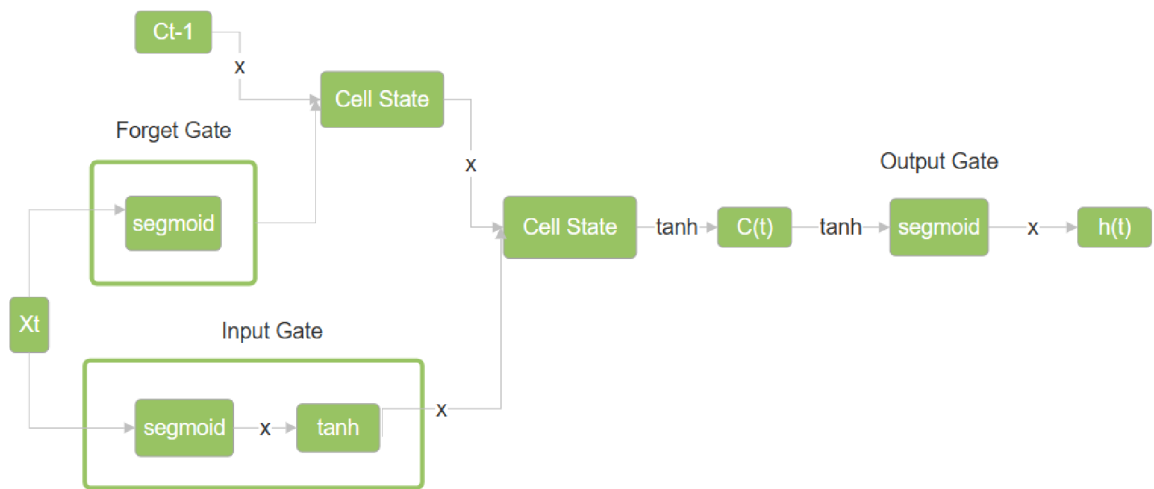 Ct-1
x
Cell State
Forget Gate
x
Output Gate
segmoid
Cell State
tanh
C(t)
tanh
segmoid
x
h(t)
Xt
Input Gate
segmoid
x
tanh
x